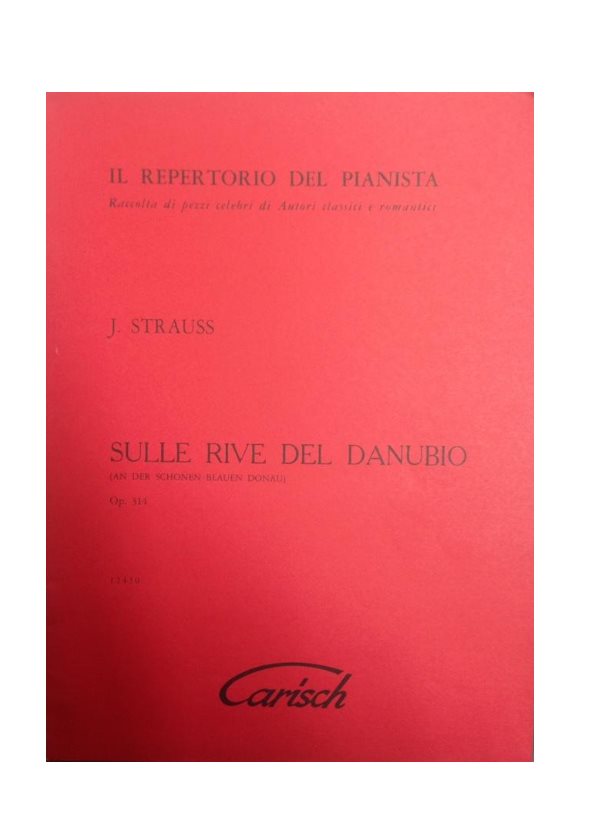 IL REPERTORIO DEL PIANISTA
Raccolta di pezzi celebri di Autori classici e romantici
J. STRAUSS
SULLE RIVE DEL DANUBIO
(AN DER SCHONEN BLAUEN DONAU)
Op. 314
Carisch